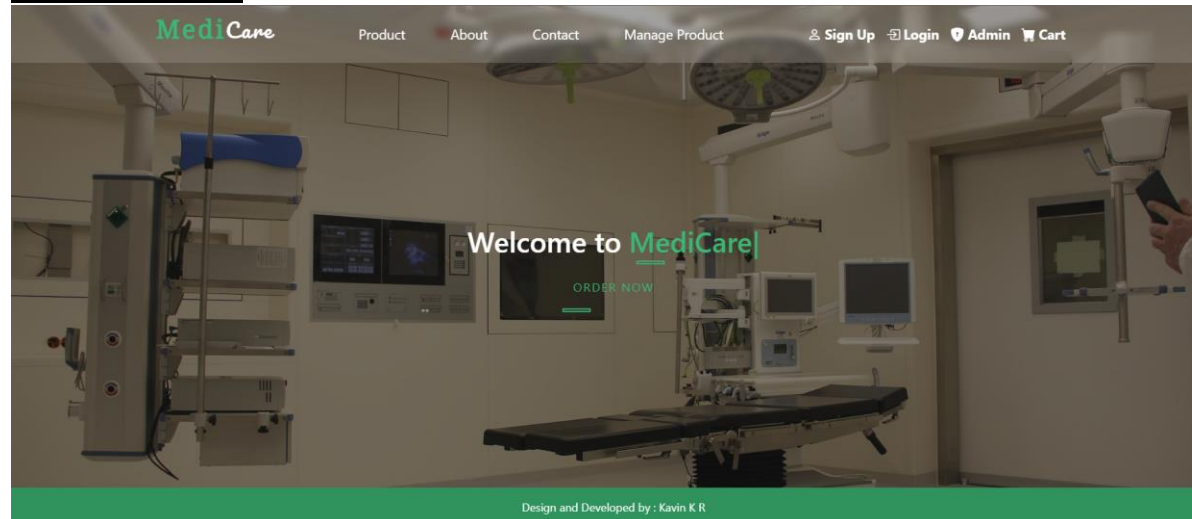 MediCare
Product About Contact Manage Product
Sign Up Login Admin Cart
Welcome to MediCare|
ORDER NOW
Design and Developed by : Kavin K R